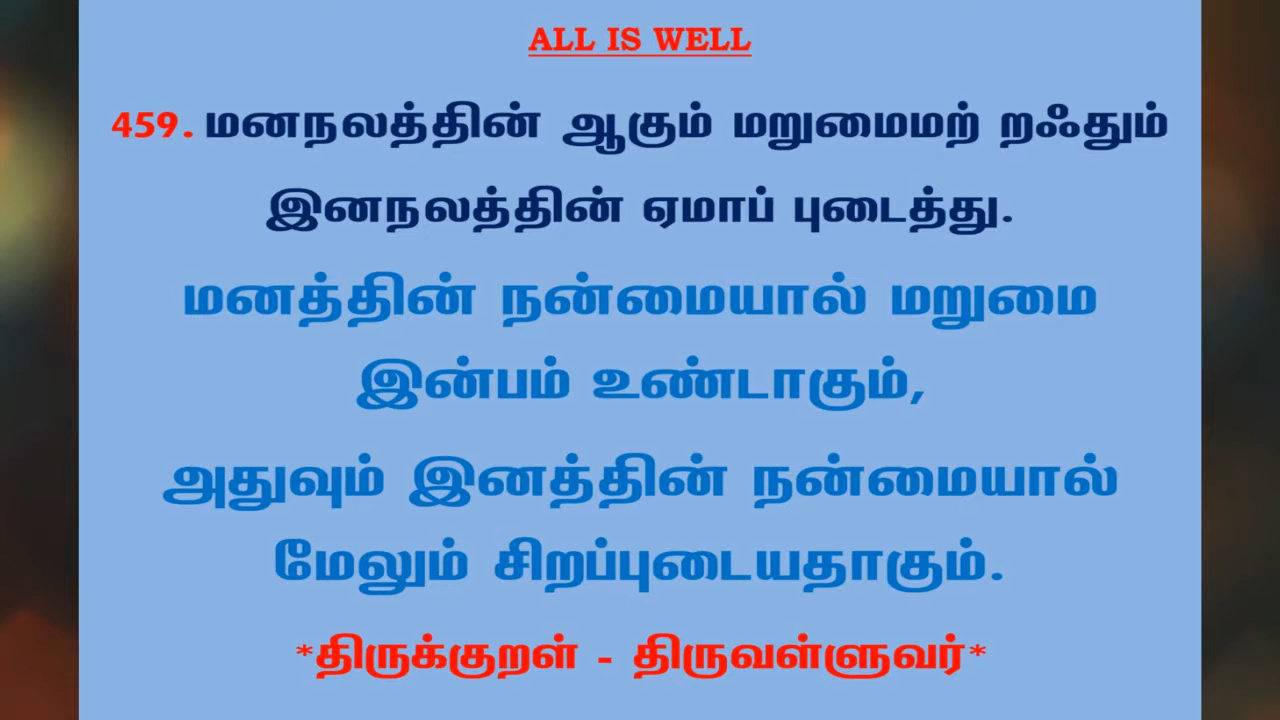 ALL IS WELL
459. மனநலத்தின் ஆகும் மறுமைமற் றஃதும்
இனநலத்தின் ஏமாப் புடைத்து.
மனத்தின் நன்மையால் மறுமை
இன்பம் உண்டாகும்,
அதுவும் இனத்தின் நன்மையால்
மேலும் சிறப்புடையதாகும்.
*திருக்குறள் - திருவள்ளுவர்*